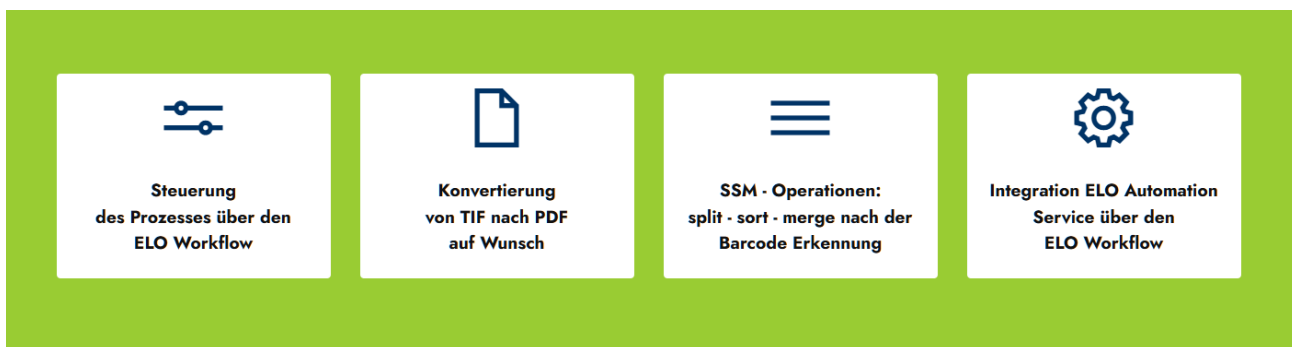 Steuerung
des Prozesses über den
ELO Workflow
Konvertierung
von TIF nach PDF
auf Wunsch
SSM - Operationen:
split - sort - merge nach der
Barcode Erkennung
Integration ELO Automation
Service über den
ELO Workflow